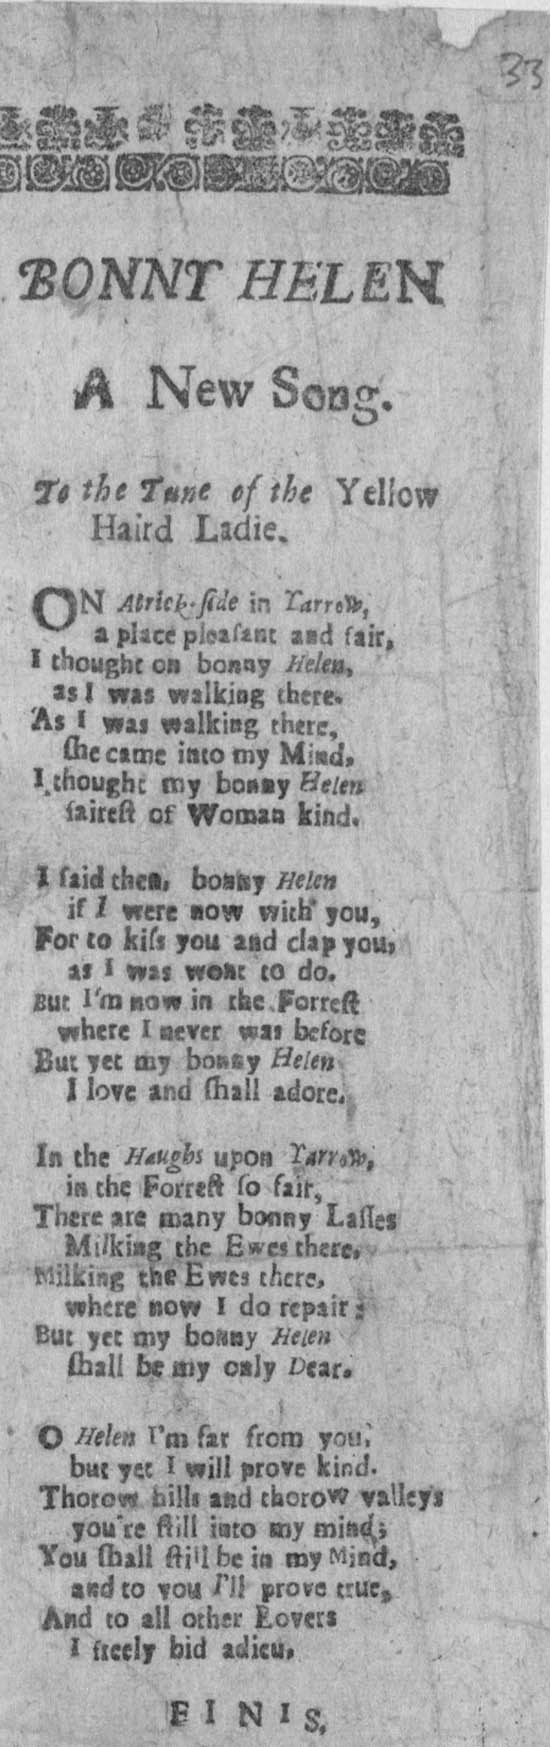 33
BONNY HELEN
A New Song.
To the Tune of the Yellow
Haird Ladie.
ON Atrick-ſide in Yarrow,
a place pleaſant and fair,
I thought on bonny Helen,
as I was walking there.
As I was walking there,
ſhe came into my Mind,
I thought my bonny Helen
faireſt of Woman kind.
I ſaid then, bonny Helen
if I were now with you,
For to kiſs you and clap you,
as I was wont to do.
But I'm now in the Forreſt
where I never was before
But yet my bonny Helen
I love and ſhall adore.
In the Haughs upon Yarrow,
in the Forreſt ſo fair,
There are many bonny Laſſes
Milking the Ewes there.
Milking the Ewes there,
where now I do repair:
But yet my bonny Helen
ſhall be my only Dear.
O Helen I'm far from you,
but yet I will prove kind.
Thorow hills and thorow valleys
you're ſtill into my mind;
You ſhall ſtill be in my Mind,
and to you I'll prove true,
And to all other Lovers
I freely bid adieu.
FINIS.